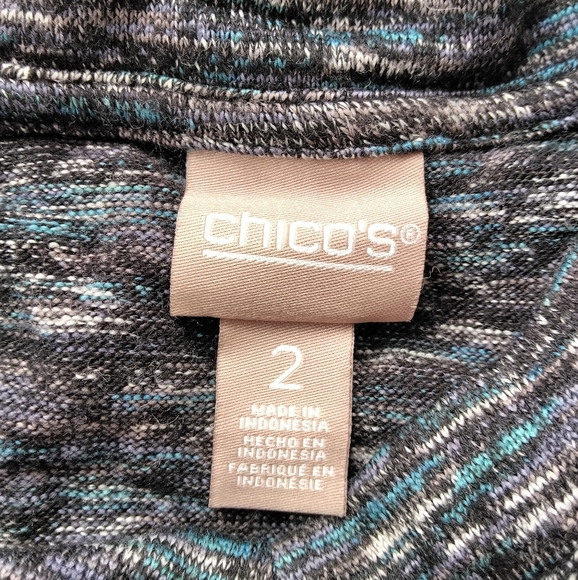 chico's®
2
MADE IN
INDONESIA
HECHO EN
INDONESIA
FABRIQUÉ EN
INDONÉSIE